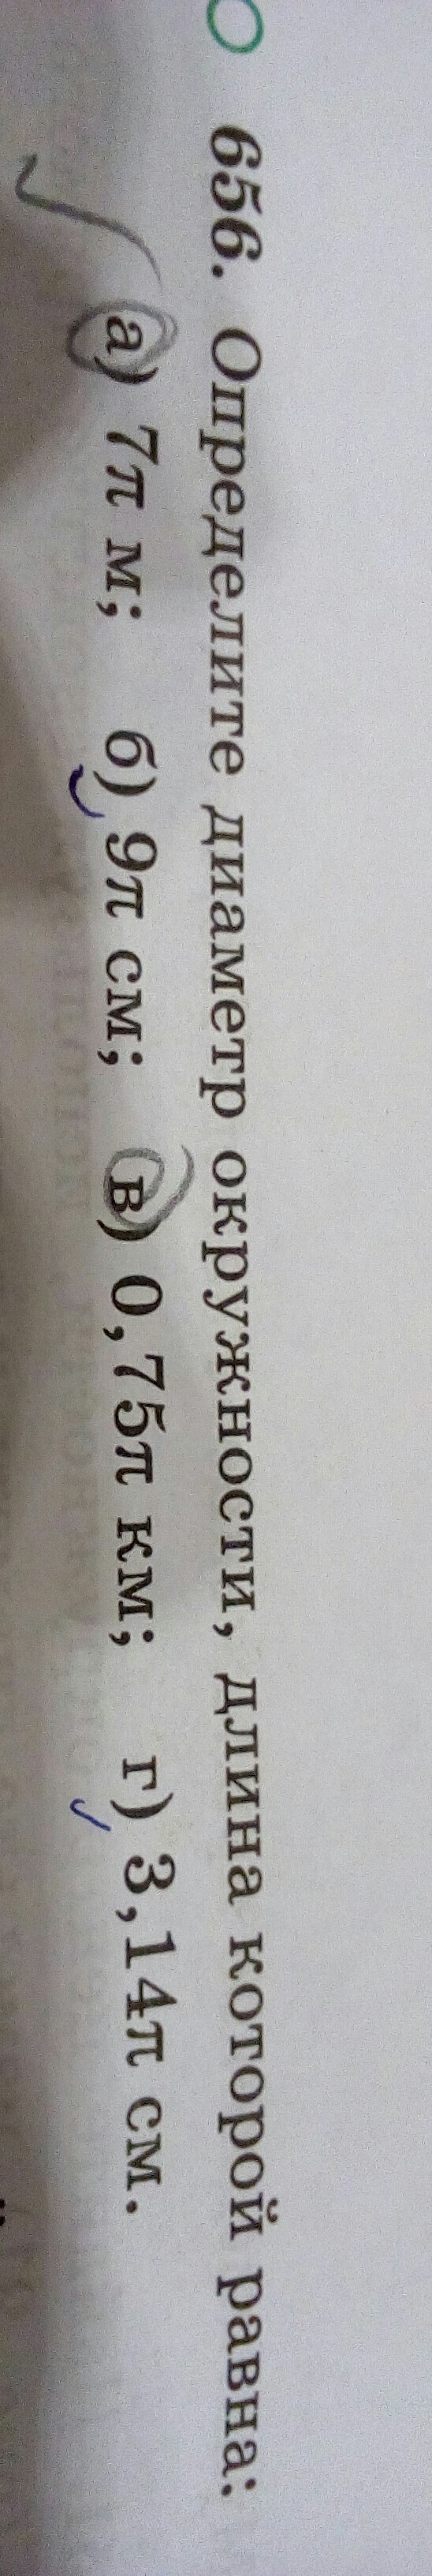 656. Определите диаметр окружности, длина которой равна:
а) 7π м; б) 9π см; в) 0,75π км; г) 3,14π см.